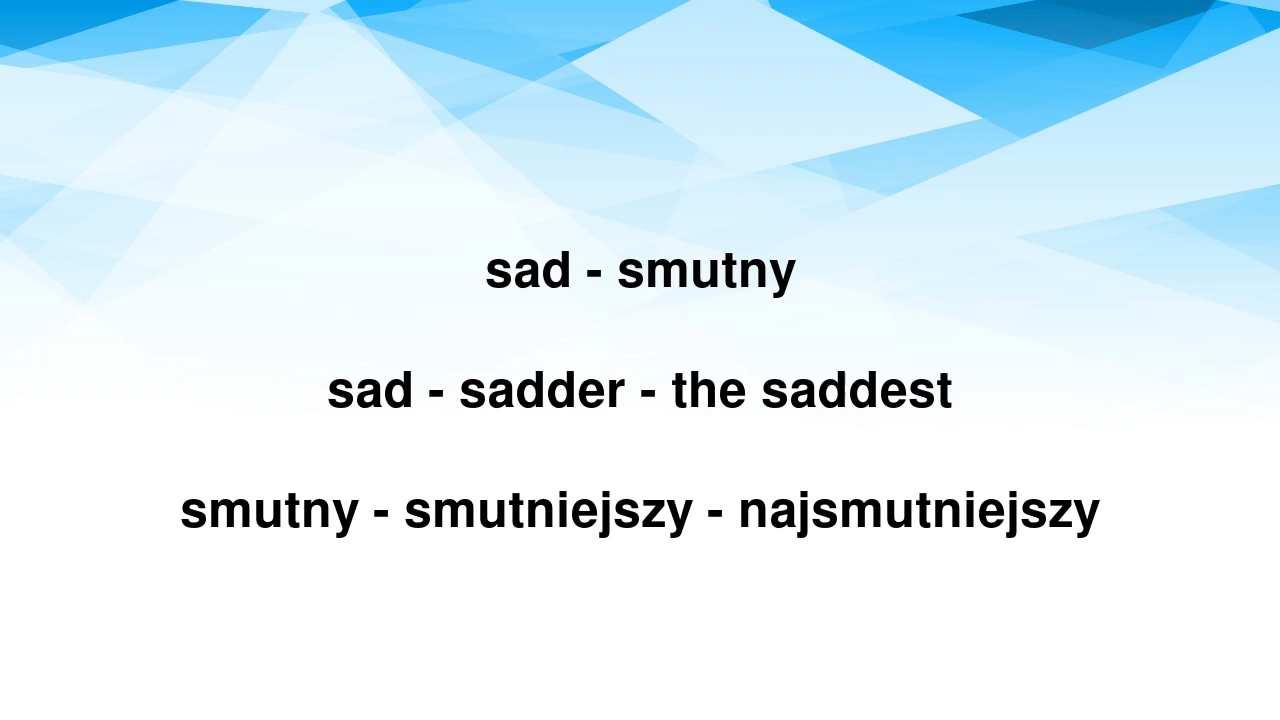 sad - smutny
sad - sadder - the saddest
smutny - smutniejszy - najsmutniejszy